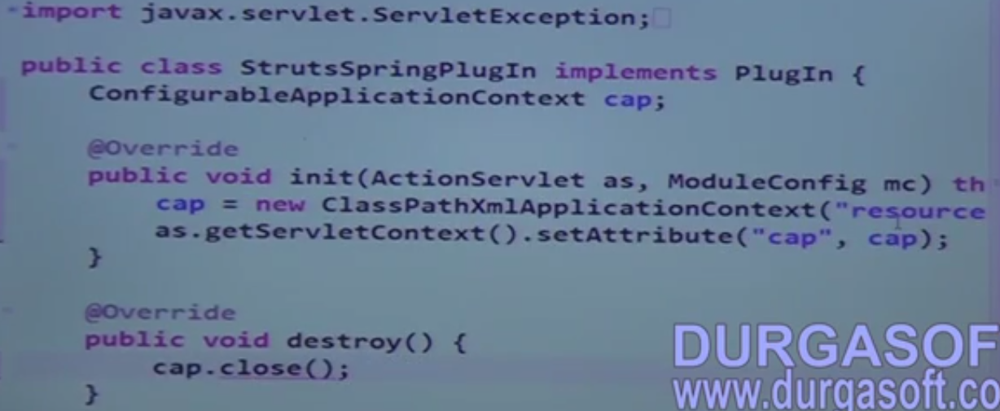 import javax.servlet.ServletException;
public class StrutsSpringPlugIn implements PlugIn {
ConfigurableApplicationContext cap;
@Override
public void init(ActionServlet as, ModuleConfig mc) th
cap = new ClassPathXmlApplicationContext("resource
as.getServletContext().setAttribute("cap", cap);
}
@Override
public void destroy() {
cap.close();
}
DURGASOF
www.durgasoft.co